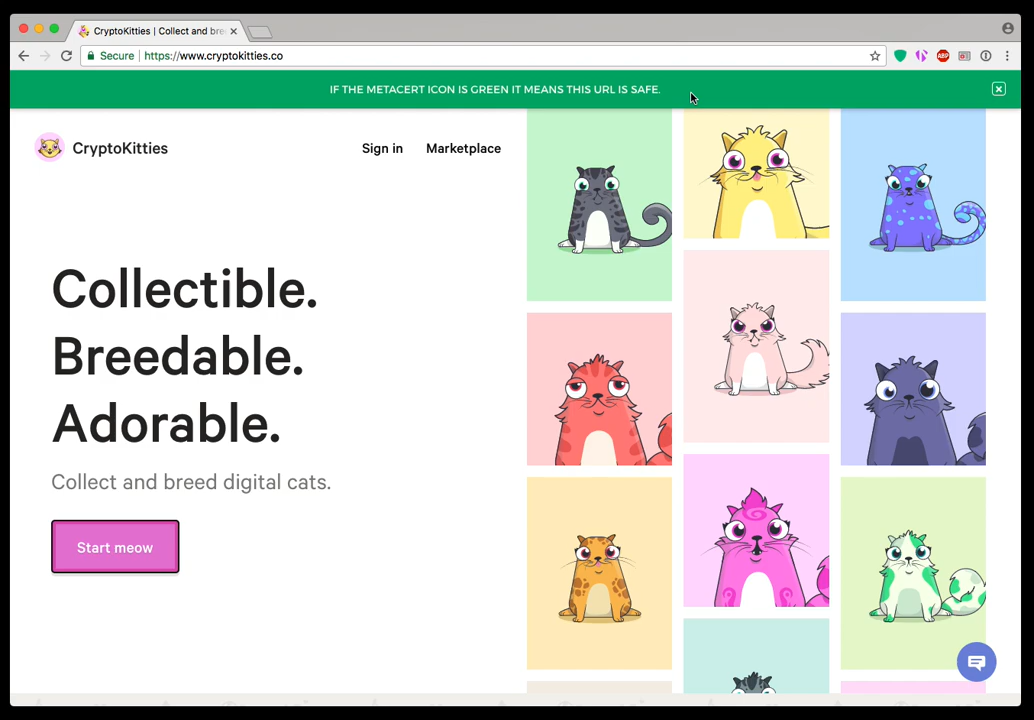 CryptoKitties | Collect and bre
Secure
https://www.cryptokitties.co
ABP
IF THE METACERT ICON IS GREEN IT MEANS THIS URL IS SAFE.
CryptoKitties
Sign in
Marketplace
Collectible.
Breedable.
Adorable.
Collect and breed digital cats.
Start meow